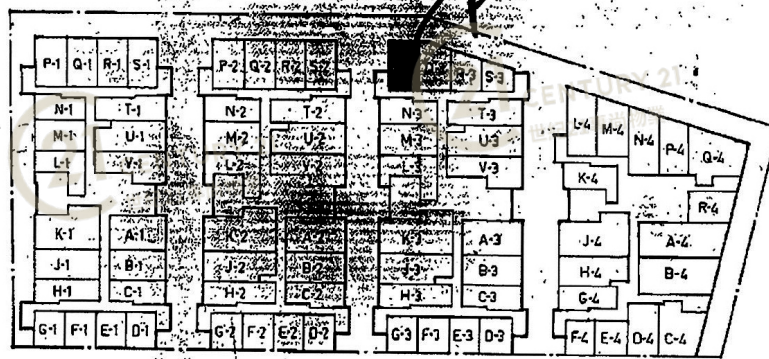 P-1 Q-1 R-1 S-1 P-2 Q-2 R-2 S-2 R-3 S-3
CENTURY 21
N-1 T-1 N-2 T-2 N-3 T-3 L-4 M-4 N-4 P-4 Q-4
M-1 U-1 M-2 U-2 M-3 U-3
L-1 V-1 L-2 V-2 V-3 K-4
R-4
K-1 A-1 K-2 A-2 K-3 A-3 J-4 A-4
J-1 B-1 J-2 B-2 J-3 B-3 H-4 B-4
H-1 C-1 H-2 C-2 H-3 C-3 G-4
G-1 F-1 E-1 D-1 G-2 F-2 E-2 D-2 G-3 F-3 E-3 D-3 F-4 E-4 D-4 C-4